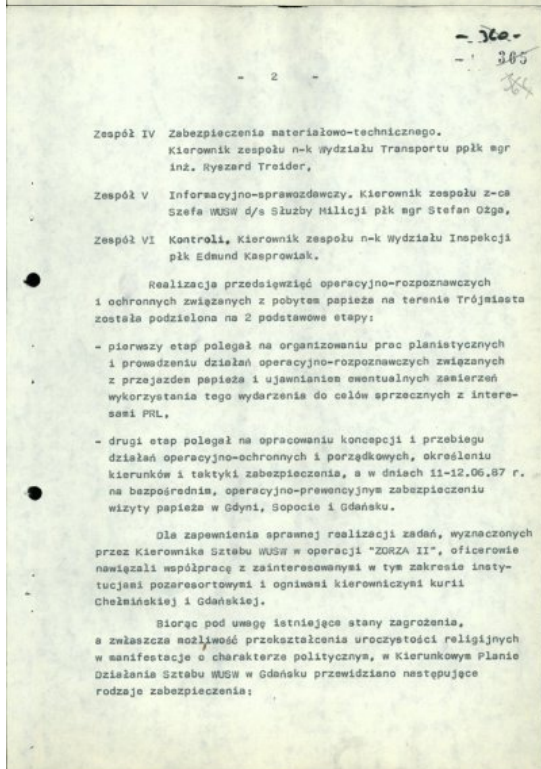 - 360 -
- 365
364
- 2 -
Zespół IV Zabezpieczenia materiałowo-technicznego.
Kierownik zespołu n-k Wydziału Transportu ppłk mgr
inż. Ryszard Treider,
Zespół V Informacyjno-sprawozdawczy. Kierownik zespołu z-ca
Szefa WUSW d/s Służby Milicji płk mgr Stefan Ożga,
Zespół VI Kontroli. Kierownik zespołu n-k Wydziału Inspekcji
płk Edmund Kasprowiak.
Realizacja przedsięwzięć operacyjno-rozpoznawczych
i ochronnych związanych z pobytem papieża na terenie Trójmiasta
została podzielona na 2 podstawowe etapy:
- pierwszy etap polegał na organizowaniu prac planistycznych
i prowadzeniu działań operacyjno-rozpoznawczych związanych
z przejazdem papieża i ujawnianiem ewentualnych zamierzeń
wykorzystania tego wydarzenia do celów sprzecznych z intere-
sami PRL,
- drugi etap polegał na opracowaniu koncepcji i przebiegu
działań operacyjno-ochronnych i porządkowych, określeniu
kierunków i taktyki zabezpieczenia, a w dniach 11-12.06.87 r.
na bezpośrednim, operacyjno-prewencyjnym zabezpieczeniu
wizyty papieża w Gdyni, Sopocie i Gdańsku.
Dla zapewnienia sprawnej realizacji zadań, wyznaczonych
przez Kierownika Sztabu WUSW w operacji "ZORZA II", oficerowie
nawiązali współpracę z zainteresowanymi w tym zakresie insty-
tucjami pozaresortowymi i ogniwami kierowniczymi kurii
Chełmińskiej i Gdańskiej.
Biorąc pod uwagę istniejące stany zagrożenia,
a zwłaszcza możliwość przekształcenia uroczystości religijnych
w manifestacje o charakterze politycznym, w Kierunkowym Planie
Działania Sztabu WUSW w Gdańsku przewidziano następujące
rodzaje zabezpieczenia: